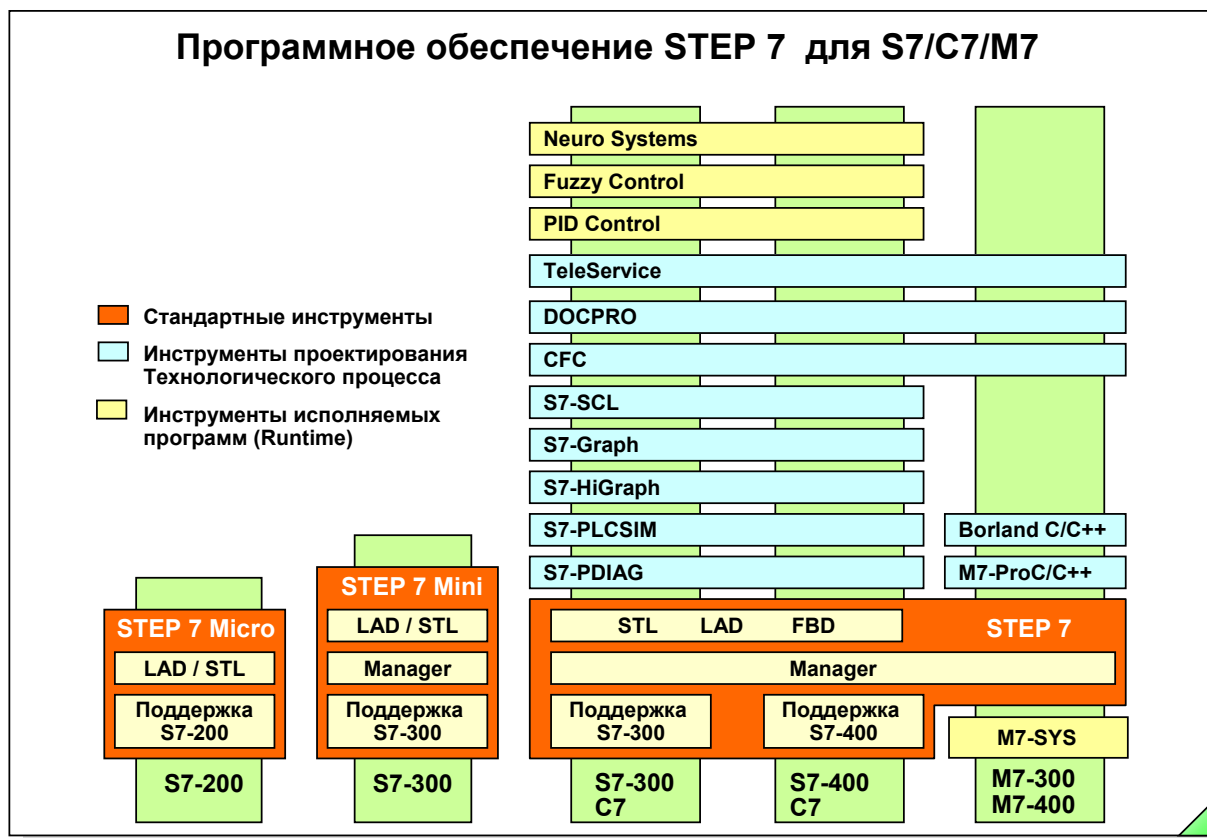 Программное обеспечение STEP 7 для S7/C7/M7
Neuro Systems
Fuzzy Control
PID Control
TeleService
DOCPRO
CFC
S7-SCL
S7-Graph
S7-HiGraph
S7-PLCSIM
S7-PDIAG
Borland C/C++
M7-ProC/C++
Стандартные инструменты
Инструменты проектирования
Технологического процесса
Инструменты исполняемых
программ (Runtime)
STEP 7 Micro
LAD / STL
Поддержка
S7-200
S7-200
STEP 7 Mini
LAD / STL
Manager
Поддержка
S7-300
S7-300
STL LAD FBD
STEP 7
Manager
Поддержка
S7-300
Поддержка
S7-400
M7-SYS
S7-300
C7
S7-400
C7
M7-300
M7-400